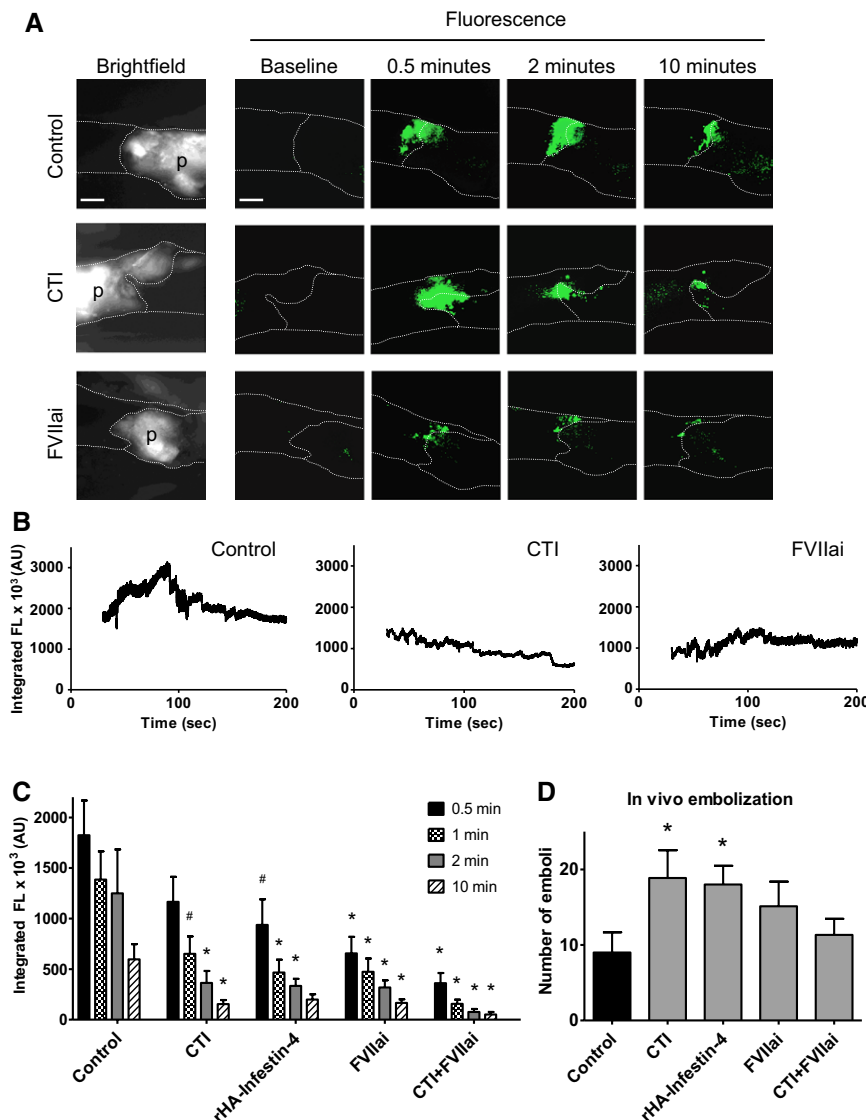 A
Fluorescence
Brightfield Baseline 0.5 minutes 2 minutes 10 minutes
Control
p
CTI
p
FVIIai
p
B
Integrated FL x 10³ (AU)
Control
3000
2000
1000
0
0 100 200
Time (sec)
CTI
3000
2000
1000
0
0 100 200
Time (sec)
FVIIai
3000
2000
1000
0
0 100 200
Time (sec)
C
Integrated FL x 10³ (AU)
2000
1500
1000
500
0
0.5 min
1 min
2 min
10 min
# * *
# * *
* * * *
* * * *
Control CTI rHA-Infestin-4 FVIIai CTI+FVIIai
D
In vivo embolization
Number of emboli
20
10
0
* *
Control CTI rHA-Infestin-4 FVIIai CTI+FVIIai